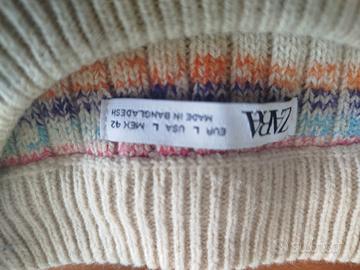 ZARA
EUR L USA L MEX 42
MADE IN BANGLADESH